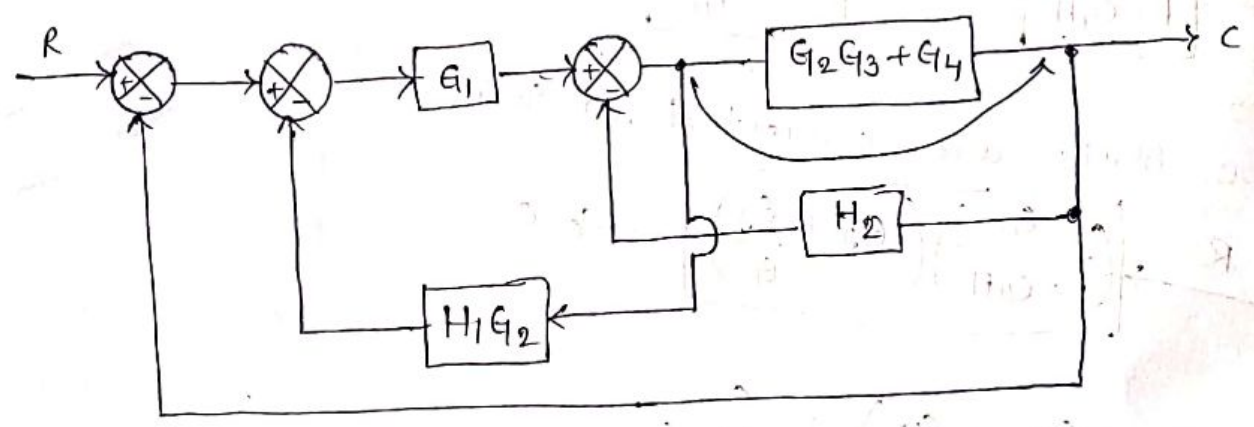 R
+
-
+
-
G₁
+
-
G₂G₃+G₄
C
H₂
H₁G₂